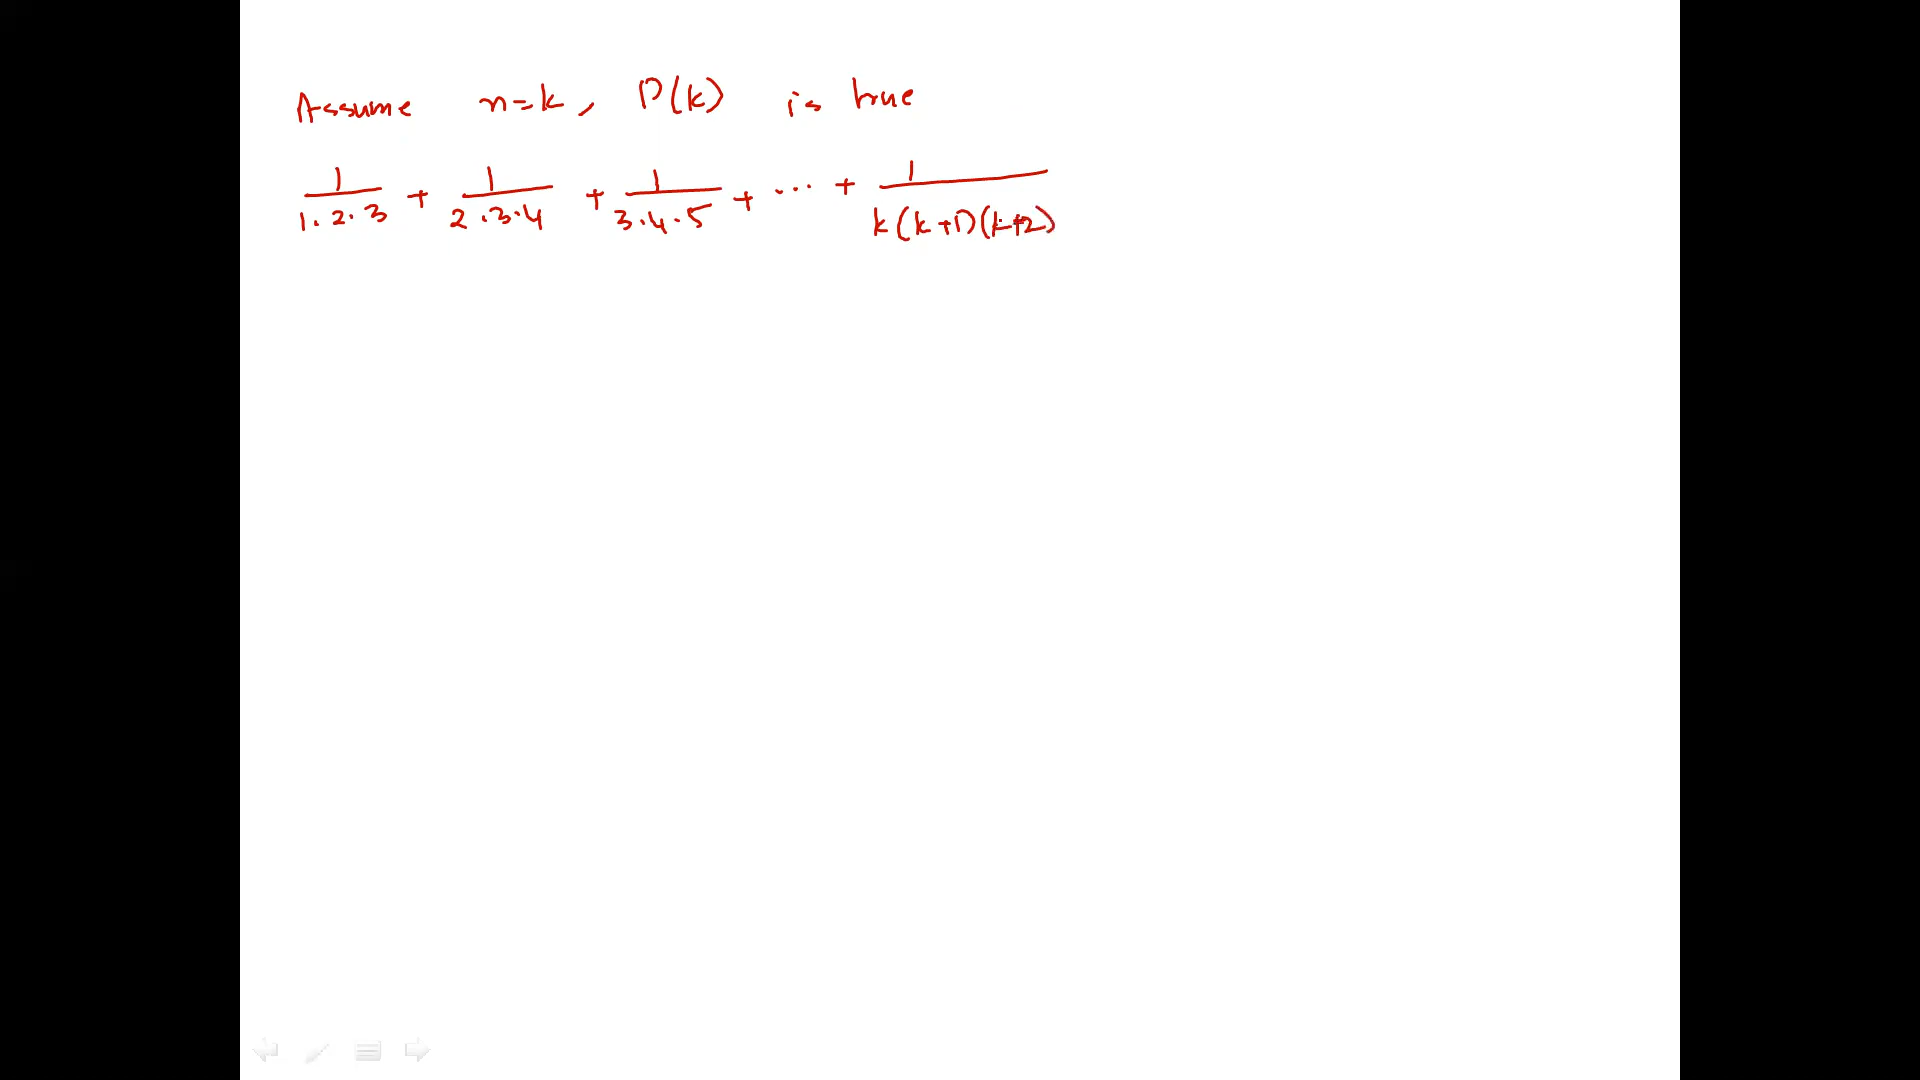 Assume n=k, P(k) is true
1/(1·2·3) + 1/(2·3·4) + 1/(3·4·5) + ··· + 1/(k(k+1)(k+2))